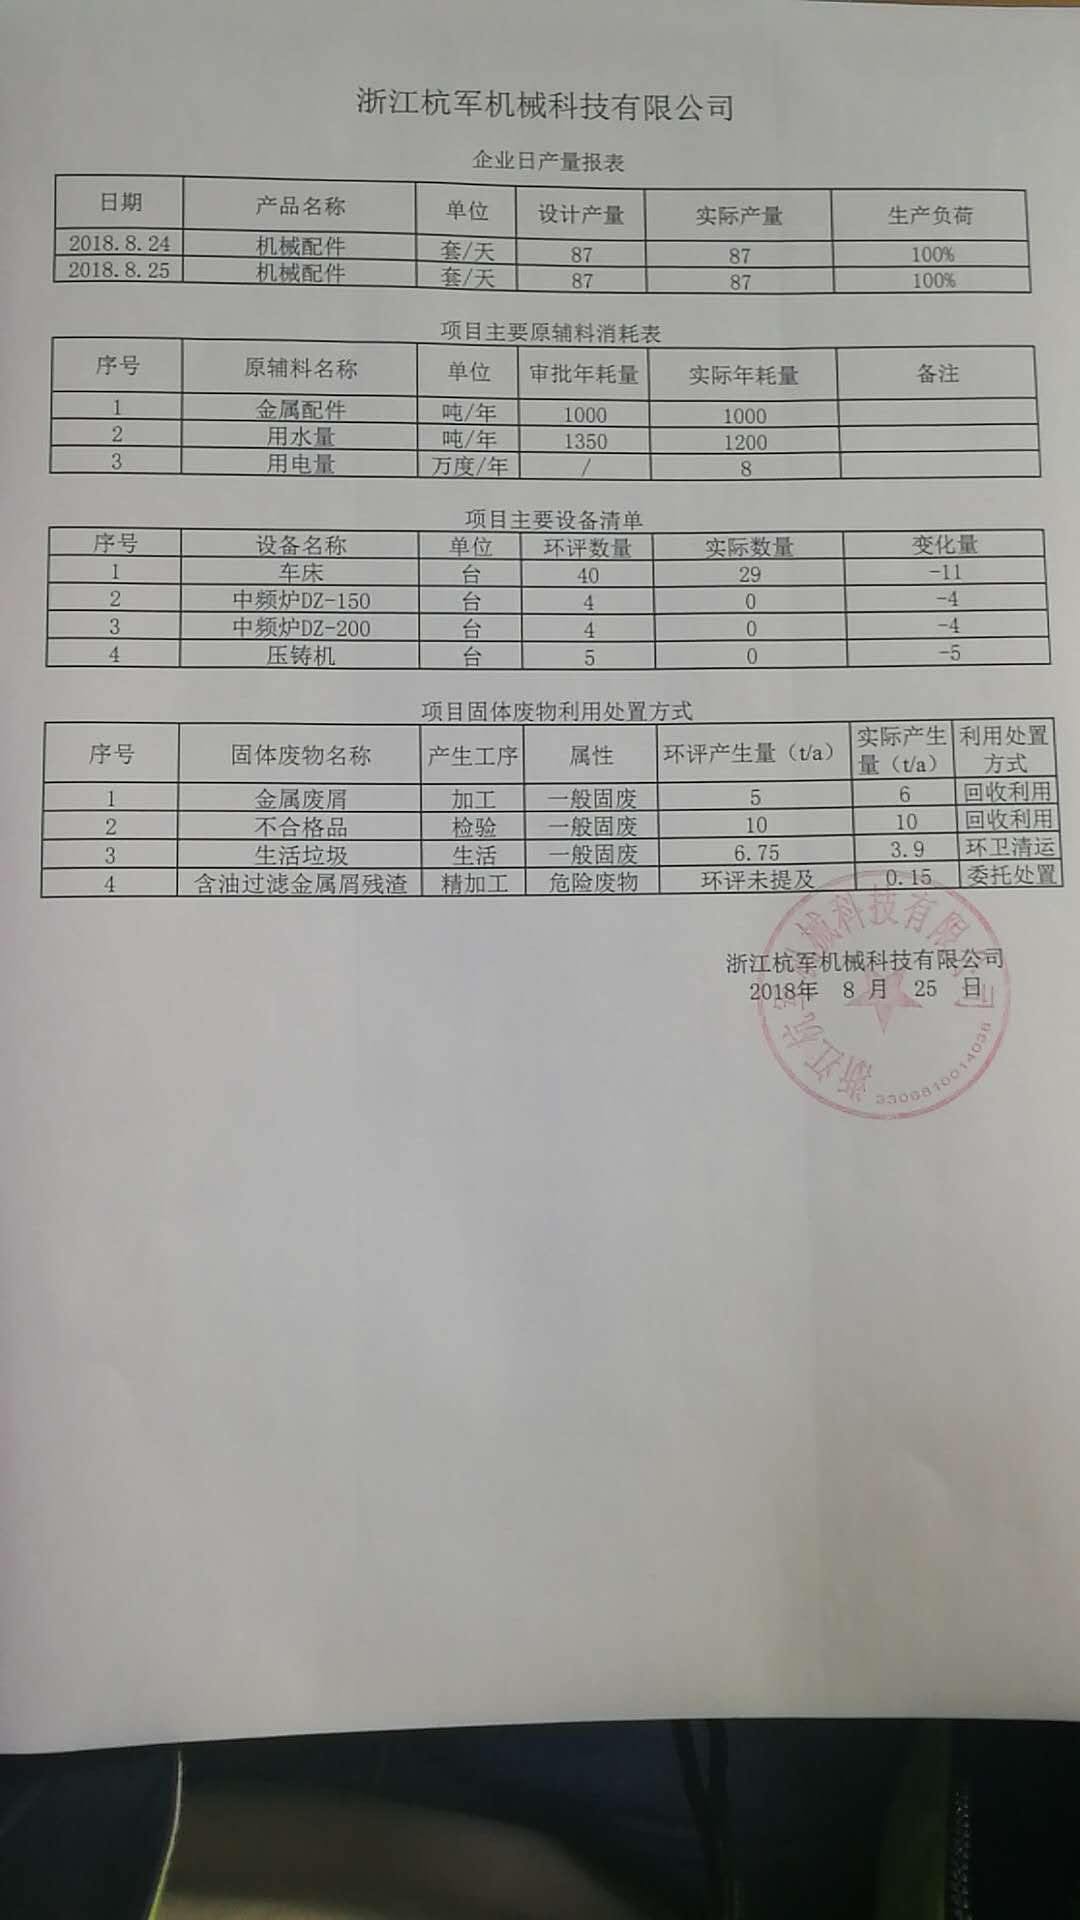 浙江杭军机械科技有限公司
企业日产量报表
日期 产品名称 单位 设计产量 实际产量 生产负荷
2018.8.24 机械配件 套/天 87 87 100%
2018.8.25 机械配件 套/天 87 87 100%
项目主要原辅料消耗表
序号 原辅料名称 单位 审批年耗量 实际年耗量 备注
1 金属配件 吨/年 1000 1000
2 用水量 吨/年 1350 1200
3 用电量 万度/年 / 8
项目主要设备清单
序号 设备名称 单位 环评数量 实际数量 变化量
1 车床 台 40 29 -11
2 中频炉DZ-150 台 4 0 -4
3 中频炉DZ-200 台 4 0 -4
4 压铸机 台 5 0 -5
项目固体废物利用处置方式
序号 固体废物名称 产生工序 属性 环评产生量（t/a） 实际产生量（t/a） 利用处置方式
1 金属废屑 加工 一般固废 5 6 回收利用
2 不合格品 检验 一般固废 10 10 回收利用
3 生活垃圾 生活 一般固废 6.75 3.9 环卫清运
4 含油过滤金属屑残渣 精加工 危险废物 环评未提及 0.15 委托处置
浙江杭军机械科技有限公司
2018年 8 月 25 日
浙江杭军机械科技有限公司
3306810014036